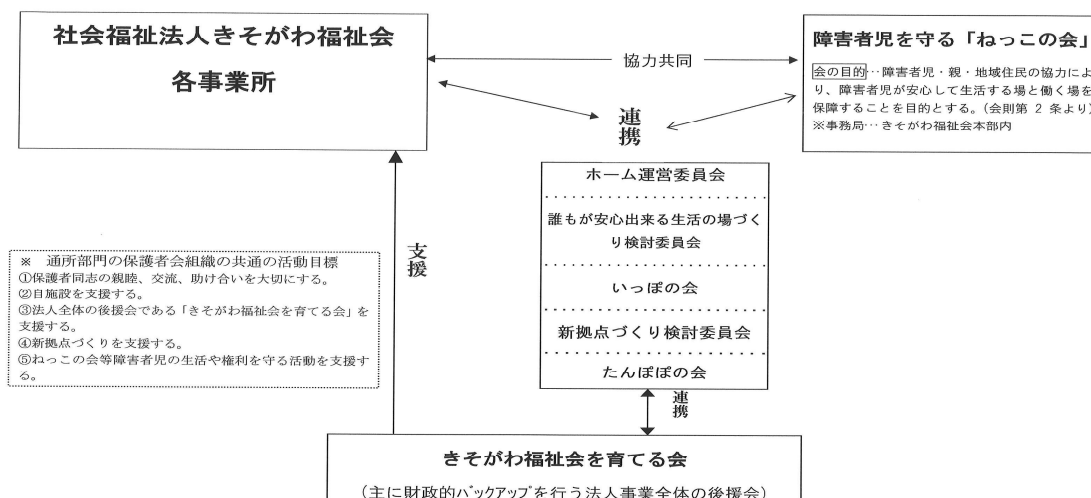 社会福祉法人きそがわ福祉会
各事業所
協力共同
障害者児を守る「ねっこの会」
会の目的…障害者児・親・地域住民の協力によ
り、障害者児が安心して生活する場と働く場を
保障することを目的とする。(会則第 2 条より)
※事務局…きそがわ福祉会本部内
連携
ホーム運営委員会
誰もが安心出来る生活の場づく
り検討委員会
いっぽの会
新拠点づくり検討委員会
たんぽぽの会
支援
※ 通所部門の保護者会組織の共通の活動目標
①保護者同志の親睦、交流、助け合いを大切にする。
②自施設を支援する。
③法人全体の後援会である「きそがわ福祉会を育てる会」を
支援する。
④新拠点づくりを支援する。
⑤ねっこの会等障害者児の生活や権利を守る活動を支援す
る。
連携
きそがわ福祉会を育てる会
(主に財政的バックアップを行う法人事業全体の後援会)